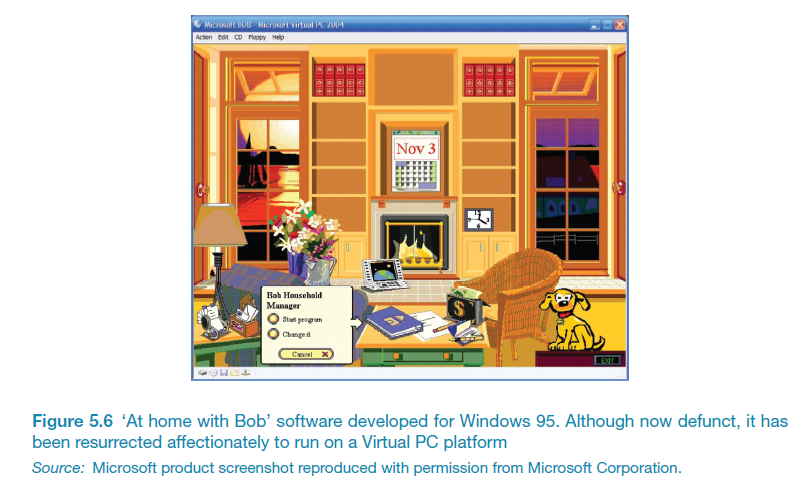 Microsoft BOB - Microsoft Virtual PC 2004
Action Edit CD Floppy Help
Nov 3
Bob Household
Manager
Start program
Change it
Cancel X
$
EXIT
Figure 5.6 ‘At home with Bob’ software developed for Windows 95. Although now defunct, it has
been resurrected affectionately to run on a Virtual PC platform
Source: Microsoft product screenshot reproduced with permission from Microsoft Corporation.